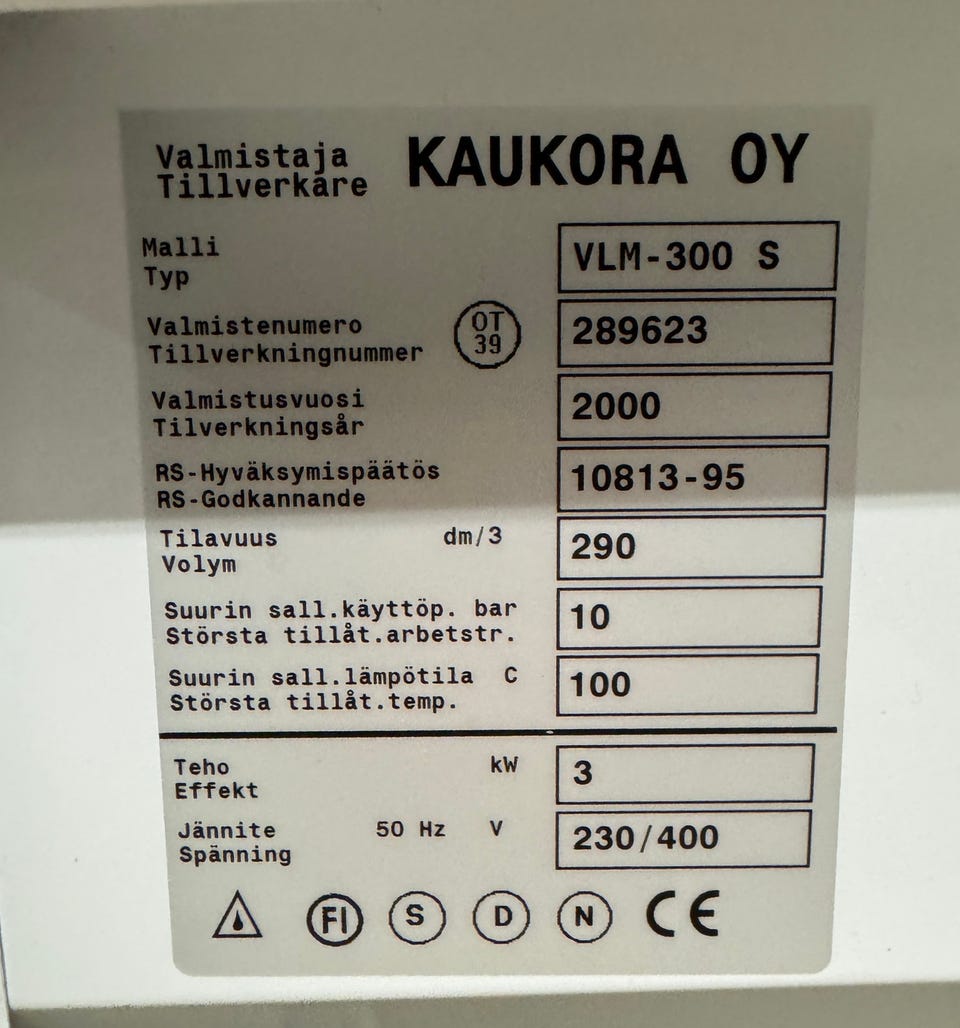 Valmistaja KAUKORA OY
Tillverkare
Malli VLM-300 S
Typ
Valmistenumero OT 289623
Tillverkningnummer 39
Valmistusvuosi 2000
Tilverkningsår
RS-Hyväksymispäätös 10813-95
RS-Godkannande
Tilavuus dm/3 290
Volym
Suurin sall.käyttöp. bar 10
Största tillåt.arbetstr.
Suurin sall.lämpötila C 100
Största tillåt.temp.
Teho kW 3
Effekt
Jännite 50 Hz V 230/400
Spänning
FI S D N CE